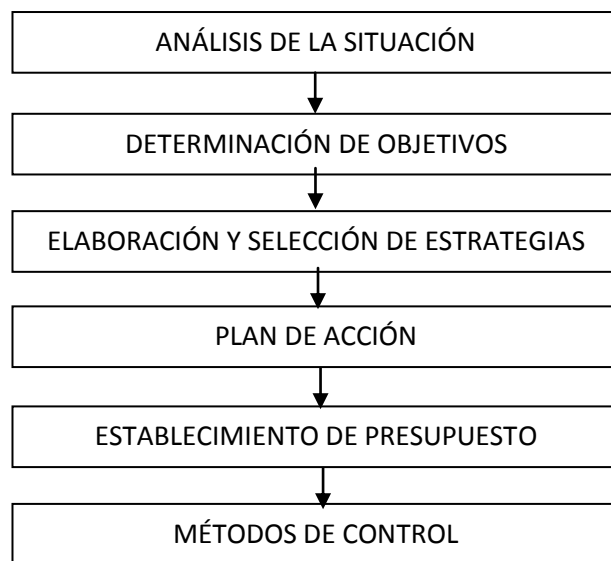 ANÁLISIS DE LA SITUACIÓN
DETERMINACIÓN DE OBJETIVOS
ELABORACIÓN Y SELECCIÓN DE ESTRATEGIAS
PLAN DE ACCIÓN
ESTABLECIMIENTO DE PRESUPUESTO
MÉTODOS DE CONTROL